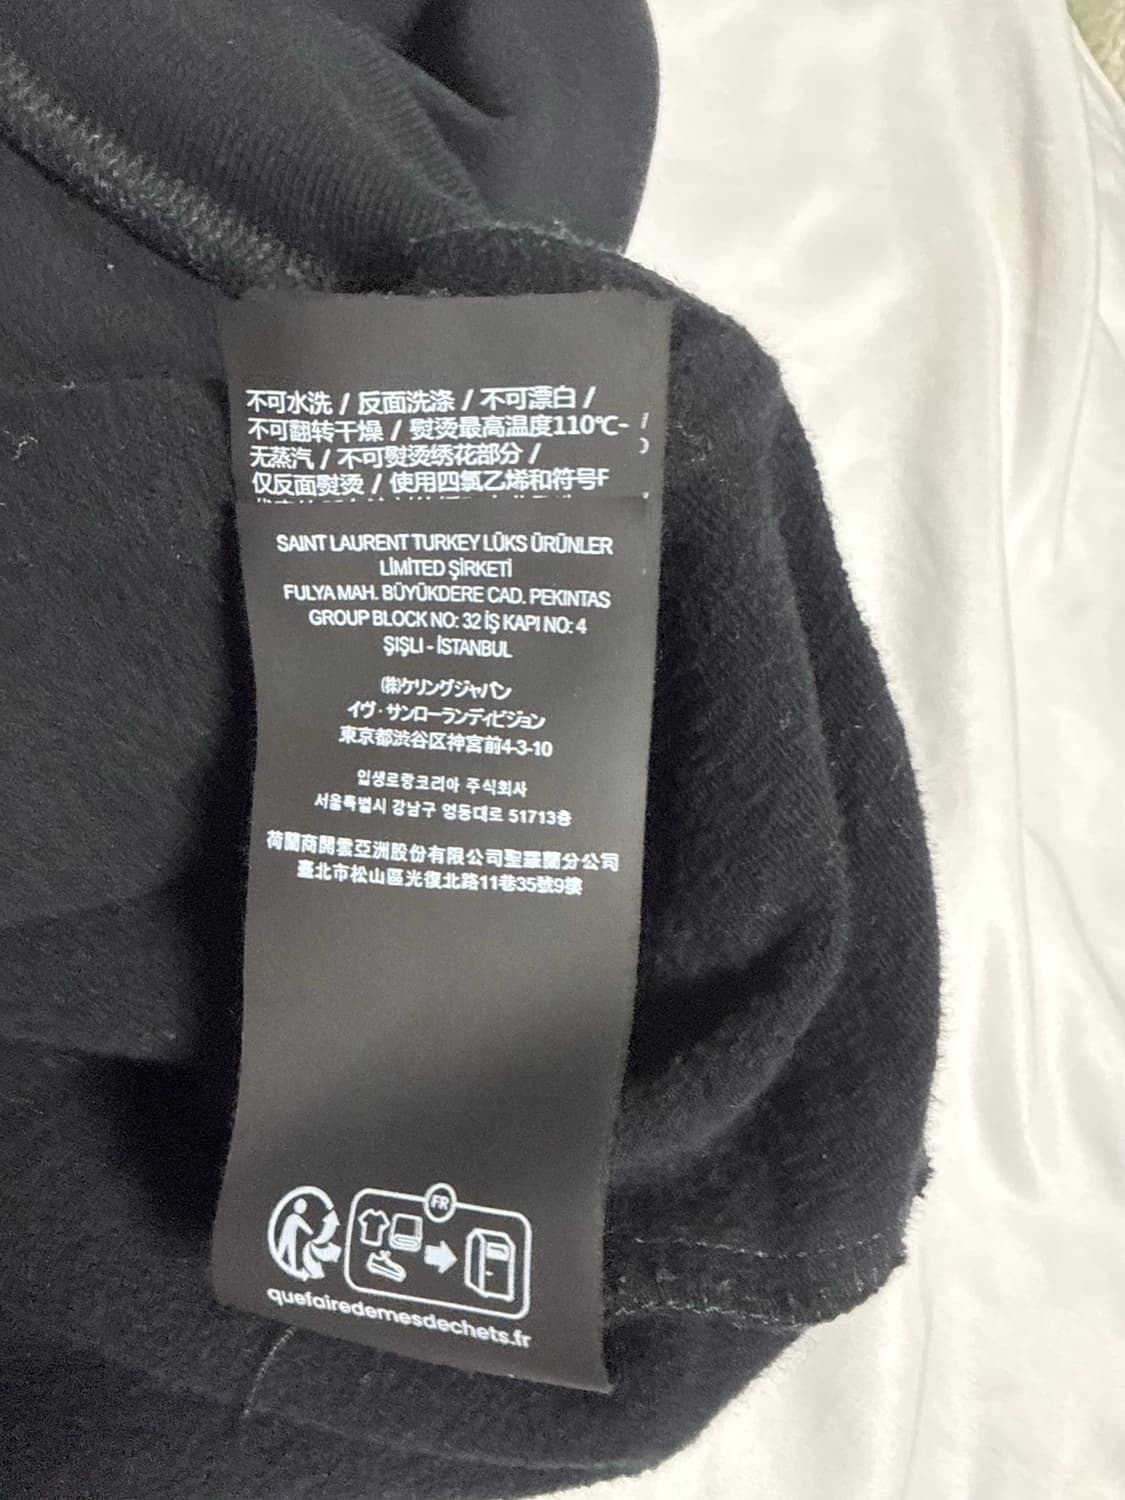 不可水洗 / 反面洗涤 / 不可漂白 /
不可翻转干燥 / 熨烫最高温度110℃-
无蒸汽 / 不可熨烫绣花部分 /
仅反面熨烫 / 使用四氯乙烯和符号F
SAINT LAURENT TURKEY LÜKS ÜRÜNLER
LİMİTED ŞİRKETİ
FULYA MAH. BÜYÜKDERE CAD. PEKINTAS
GROUP BLOCK NO: 32 İŞ KAPI NO: 4
ŞIŞLI - İSTANBUL
(株)ケリングジャパン
イヴ・サンローランディビジョン
東京都渋谷区神宮前4-3-10
입생로랑코리아 주식회사
서울특별시 강남구 영동대로 51713층
荷蘭商開雲亞洲股份有限公司聖羅蘭分公司
臺北市松山區光復北路11巷35號9樓
FR
quefairedemesdechets.fr